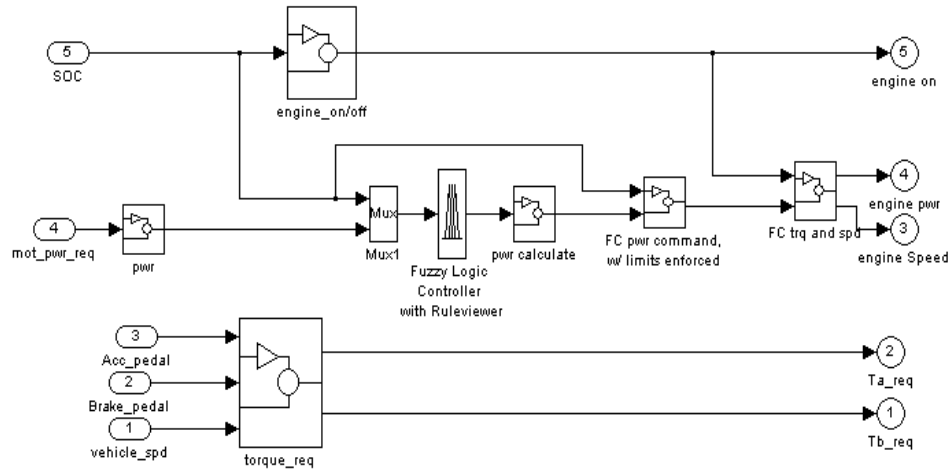 5
SOC
engine_on/off
5
engine on
4
mot_pwr_req
pwr
Mux
Mux1
Fuzzy Logic
Controller
with Ruleviewer
pwr calculate
FC pwr command,
w/ limits enforced
FC trq and spd
4
engine pwr
3
engine Speed
3
Acc_pedal
2
Brake_pedal
1
vehicle_spd
torque_req
2
Ta_req
1
Tb_req